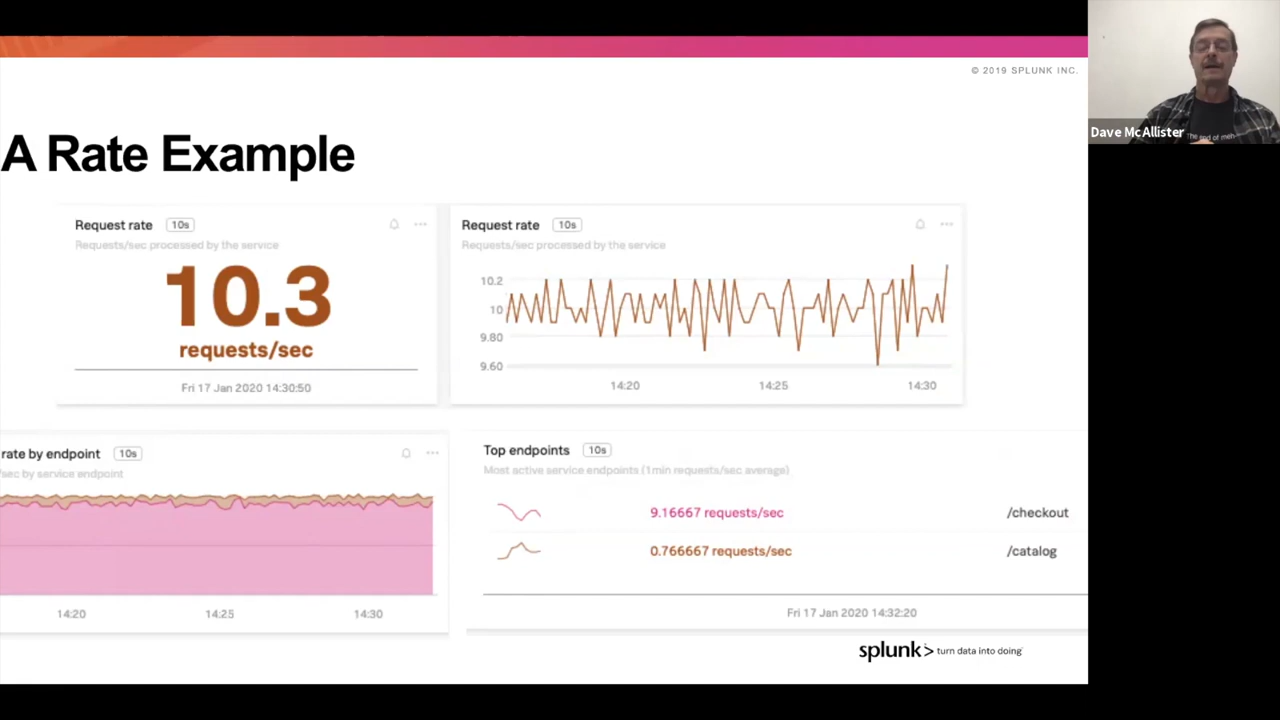 © 2019 SPLUNK INC.
Dave McAllister
The end of meh
A Rate Example
Request rate 10s
Requests/sec processed by the service
10.3
requests/sec
Fri 17 Jan 2020 14:30:50
Request rate 10s
Requests/sec processed by the service
10.2
10
9.80
9.60
14:20 14:25 14:30
rate by endpoint 10s
/sec by service endpoint
14:20 14:25 14:30
Top endpoints 10s
Most active service endpoints (1min requests/sec average)
9.16667 requests/sec /checkout
0.766667 requests/sec /catalog
Fri 17 Jan 2020 14:32:20
splunk> turn data into doing